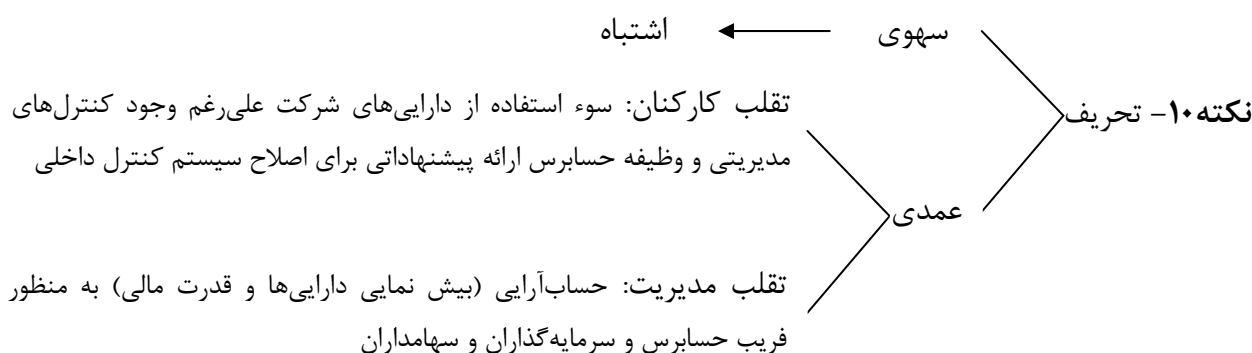 نکته۱۰- تحریف
سهوی
اشتباه
عمدی
تقلب کارکنان: سوء استفاده از دارایی‌های شرکت علی‌رغم وجود کنترل‌های
مدیریتی و وظیفه حسابرس ارائه پیشنهاداتی برای اصلاح سیستم کنترل داخلی
تقلب مدیریت: حساب‌آرایی (بیش نمایی دارایی‌ها و قدرت مالی) به منظور
فریب حسابرس و سرمایه‌گذاران و سهامداران